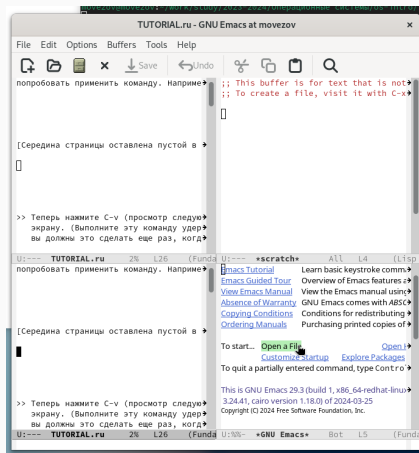 TUTORIAL.ru - GNU Emacs at movezov
File Edit Options Buffers Tools Help
Save Undo
попробовать применить команду. Наприме
[Середина страницы оставлена пустой в
>> Теперь нажмите C-v (просмотр следую
экрану. (Выполните эту команду удер
вы должны это сделать еще раз, когд
U:--- TUTORIAL.ru 2% L26 (Funda
;; This buffer is for text that is not
;; To create a file, visit it with C-x
U:--- *scratch* All L4 (Lisp
попробовать применить команду. Наприме
[Середина страницы оставлена пустой в
>> Теперь нажмите C-v (просмотр следую
экрану. (Выполните эту команду удер
вы должны это сделать еще раз, когд
U:--- TUTORIAL.ru 2% L26 (Funda
Emacs Tutorial Learn basic keystroke comm
Emacs Guided Tour Overview of Emacs features
View Emacs Manual View the Emacs manual using
Absence of Warranty GNU Emacs comes with ABSO
Copying Conditions Conditions for redistributing
Ordering Manuals Purchasing printed copies of
To start... Open a File Open
Customize Startup Explore Packages
To quit a partially entered command, type Contro
This is GNU Emacs 29.3 (build 1, x86_64-redhat-linux
3.24.41, cairo version 1.18.0) of 2024-03-25
Copyright (C) 2024 Free Software Foundation, Inc.
U:%%- *GNU Emacs* Bot L5 (Funda